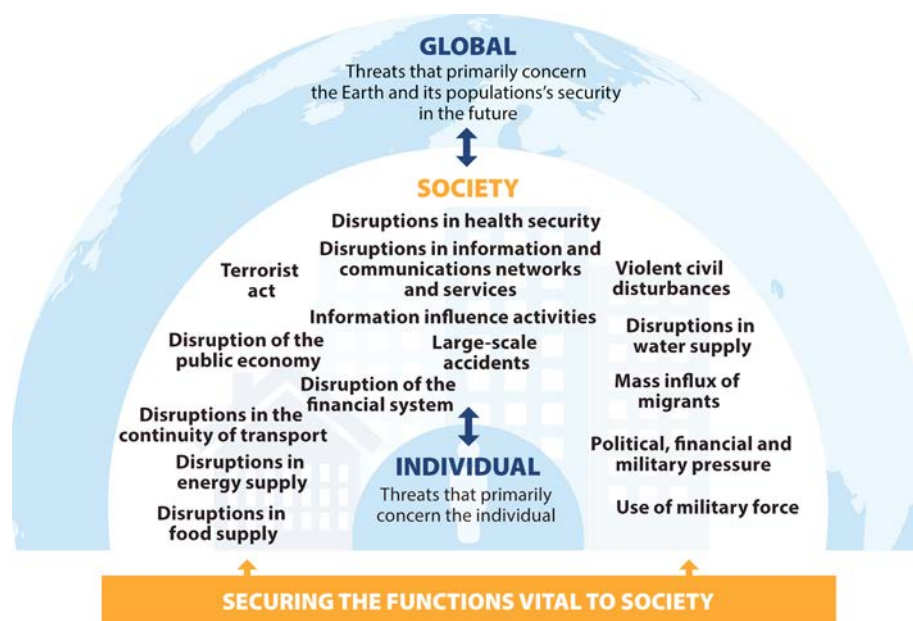 GLOBAL
Threats that primarily concern
the Earth and its populations's security
in the future
SOCIETY
Disruptions in health security
Disruptions in information and
communications networks
and services
Terrorist
act
Violent civil
disturbances
Information influence activities
Disruption of the
public economy
Large-scale
accidents
Disruptions in
water supply
Disruption of the
financial system
Mass influx of
migrants
Disruptions in the
continuity of transport
Political, financial and
military pressure
Disruptions in
energy supply
INDIVIDUAL
Threats that primarily
concern the individual
Disruptions in
food supply
Use of military force
SECURING THE FUNCTIONS VITAL TO SOCIETY